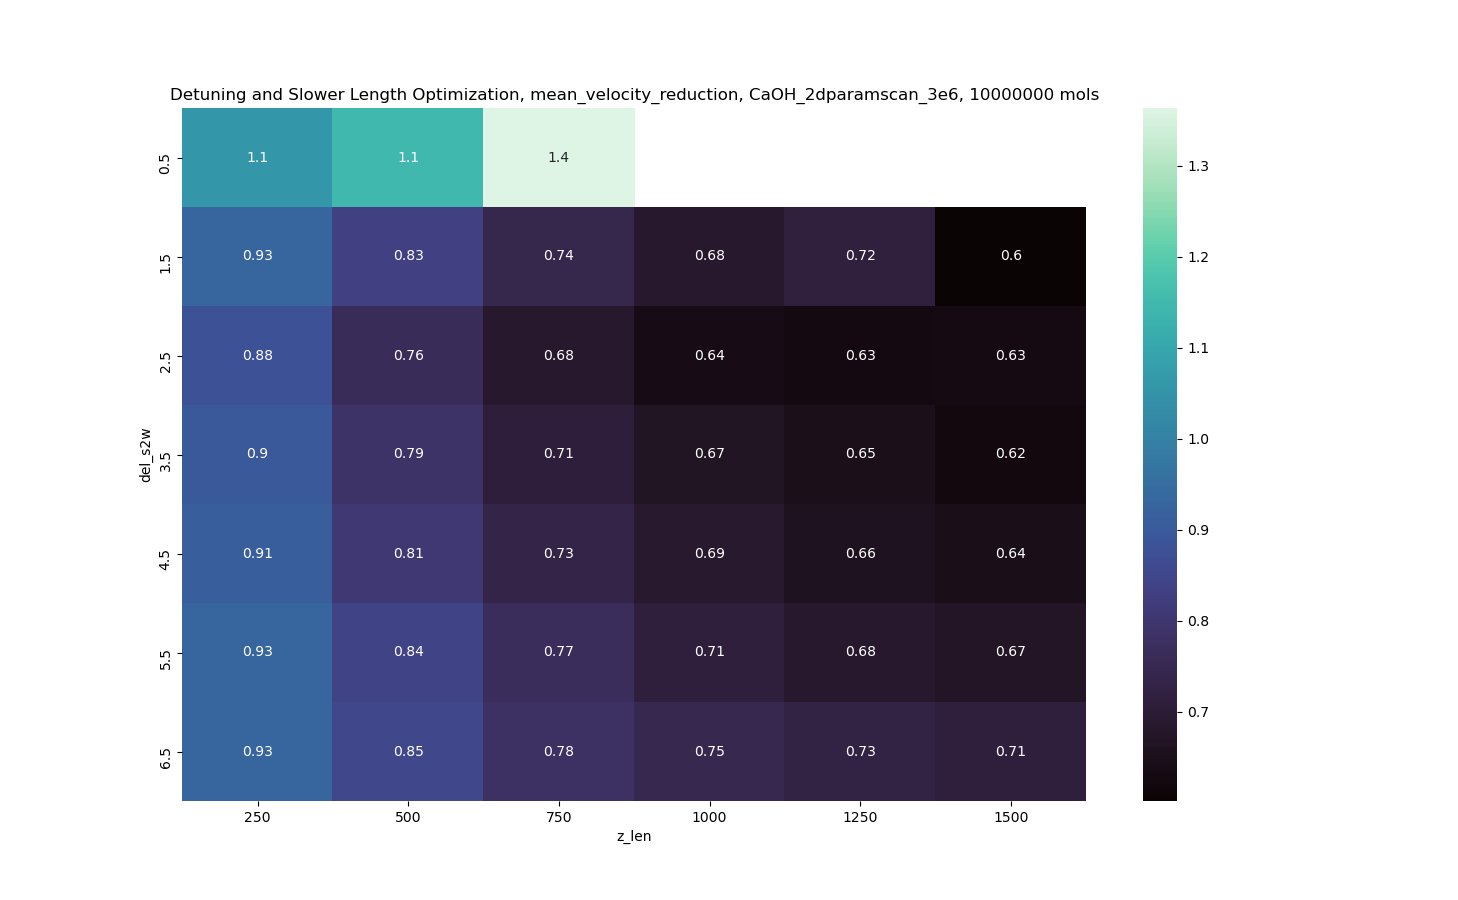 Detuning and Slower Length Optimization, mean_velocity_reduction, CaOH_2dparamscan_3e6, 10000000 mols
0.5 1.1 1.1 1.4
1.5 0.93 0.83 0.74 0.68 0.72 0.6
2.5 0.88 0.76 0.68 0.64 0.63 0.63
3.5 0.9 0.79 0.71 0.67 0.65 0.62
4.5 0.91 0.81 0.73 0.69 0.66 0.64
5.5 0.93 0.84 0.77 0.71 0.68 0.67
6.5 0.93 0.85 0.78 0.75 0.73 0.71
del_s2w
250 500 750 1000 1250 1500
z_len
1.3
1.2
1.1
1.0
0.9
0.8
0.7